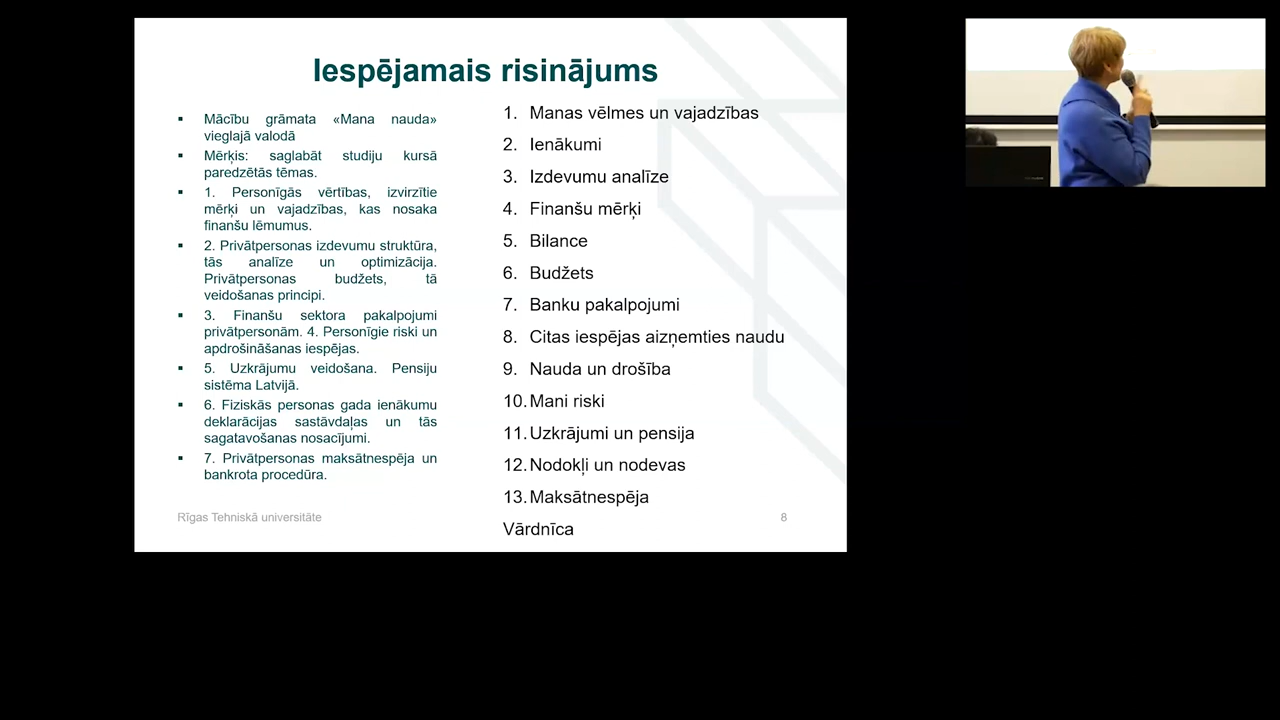 Iespējamais risinājums
▪ Mācību grāmata «Mana nauda»
vieglajā valodā
▪ Mērķis: saglabāt studiju kursā
paredzētās tēmas.
▪ 1. Personīgās vērtības, izvirzītie
mērķi un vajadzības, kas nosaka
finanšu lēmumus.
▪ 2. Privātpersonas izdevumu struktūra,
tās analīze un optimizācija.
Privātpersonas budžets, tā
veidošanas principi.
▪ 3. Finanšu sektora pakalpojumi
privātpersonām. 4. Personīgie riski un
apdrošināšanas iespējas.
▪ 5. Uzkrājumu veidošana. Pensiju
sistēma Latvijā.
▪ 6. Fiziskās personas gada ienākumu
deklarācijas sastāvdaļas un tās
sagatavošanas nosacījumi.
▪ 7. Privātpersonas maksātnespēja un
bankrota procedūra.
1. Manas vēlmes un vajadzības
2. Ienākumi
3. Izdevumu analīze
4. Finanšu mērķi
5. Bilance
6. Budžets
7. Banku pakalpojumi
8. Citas iespējas aizņemties naudu
9. Nauda un drošība
10. Mani riski
11. Uzkrājumi un pensija
12. Nodokļi un nodevas
13. Maksātnespēja
Vārdnīca
Rīgas Tehniskā universitāte
8